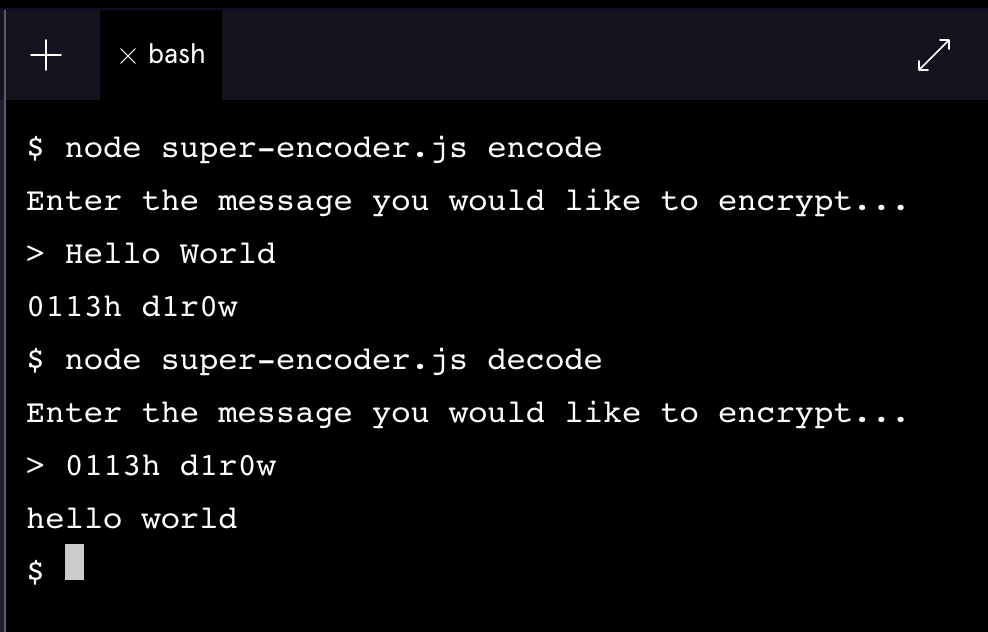 bash
$ node super-encoder.js encode
Enter the message you would like to encrypt...
> Hello World
0113h d1r0w
$ node super-encoder.js decode
Enter the message you would like to encrypt...
> 0113h d1r0w
hello world
$